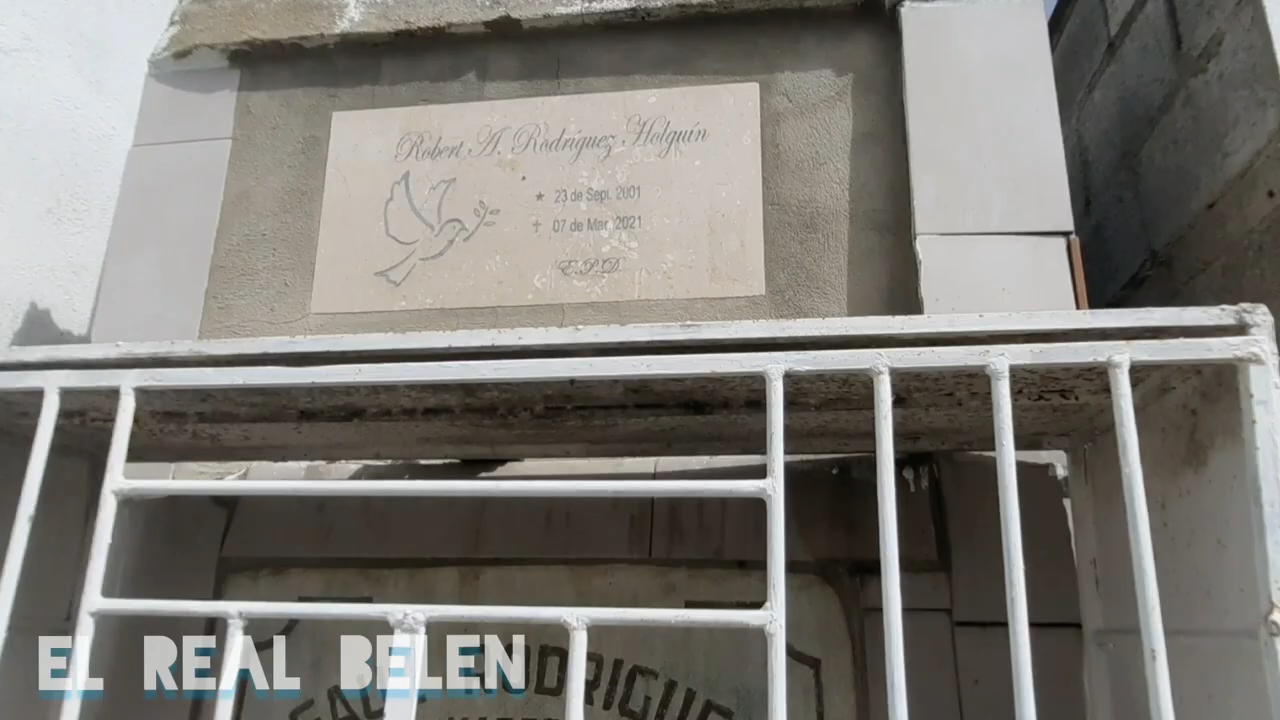 Robert A. Rodríguez Holguín
★ 23 de Sept. 2001
✝ 07 de Mar. 2021
E.P.D.
EL REAL BELEN